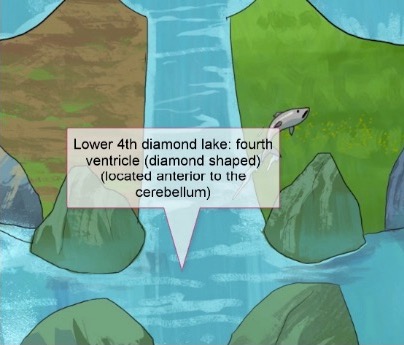 Lower 4th diamond lake: fourth
ventricle (diamond shaped)
(located anterior to the
cerebellum)